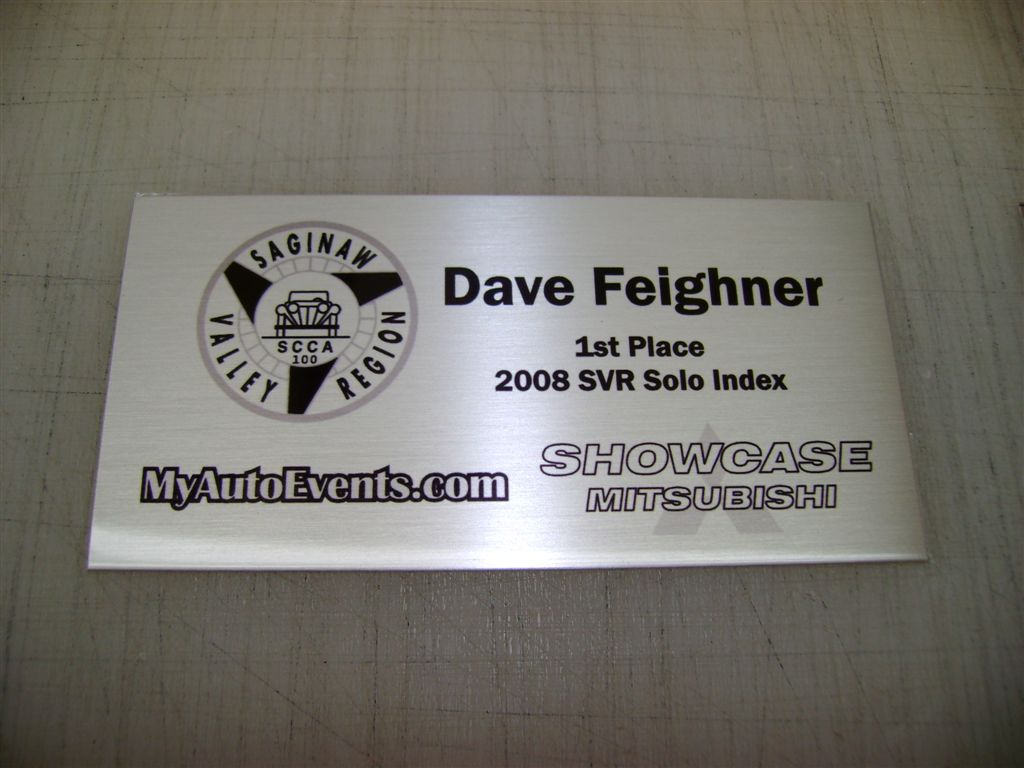 SAGINAW
VALLEY
REGION
SCCA
100
Dave Feighner
1st Place
2008 SVR Solo Index
MyAutoEvents.com
SHOWCASE
MITSUBISHI